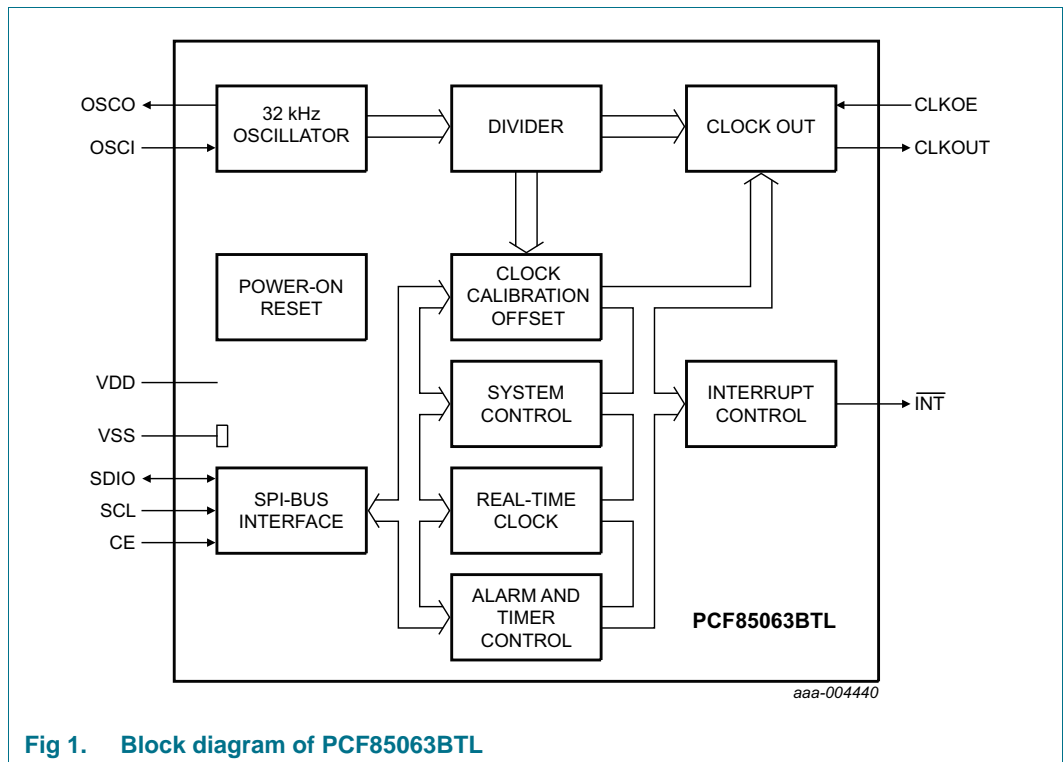 OSCO
OSCI
32 kHz
OSCILLATOR
DIVIDER
CLOCK OUT
CLKOE
CLKOUT
POWER-ON
RESET
CLOCK
CALIBRATION
OFFSET
VDD
VSS
SYSTEM
CONTROL
INTERRUPT
CONTROL
INT
SDIO
SCL
CE
SPI-BUS
INTERFACE
REAL-TIME
CLOCK
ALARM AND
TIMER
CONTROL
PCF85063BTL
aaa-004440
Fig 1. Block diagram of PCF85063BTL